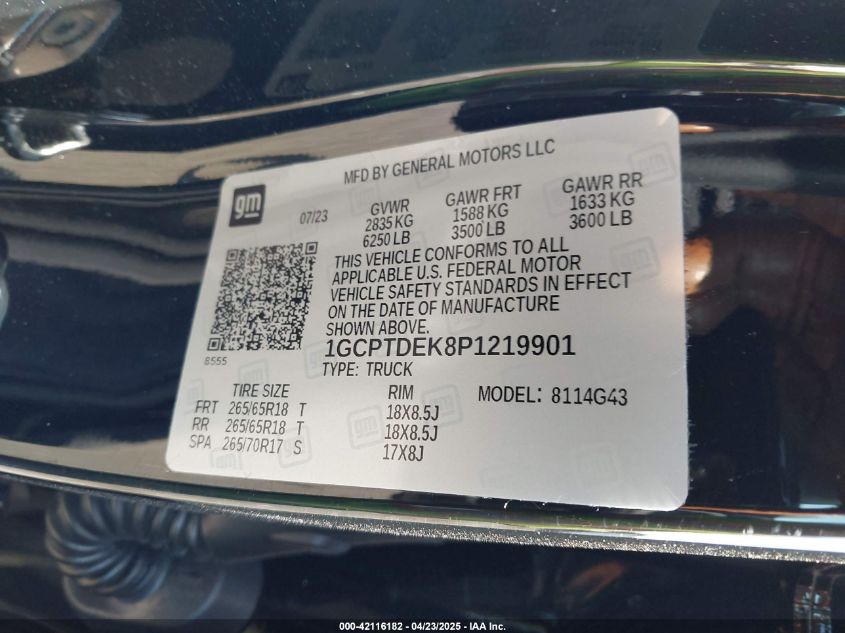 MFD BY GENERAL MOTORS LLC
gm
07/23
GVWR GAWR FRT GAWR RR
2835 KG 1588 KG 1633 KG
6250 LB 3500 LB 3600 LB
THIS VEHICLE CONFORMS TO ALL
APPLICABLE U.S. FEDERAL MOTOR
VEHICLE SAFETY STANDARDS IN EFFECT
ON THE DATE OF MANUFACTURE
SHOWN ABOVE.
8555
1GCPTDEK8P1219901
TYPE: TRUCK
TIRE SIZE RIM MODEL: 8114G43
FRT 265/65R18 T 18X8.5J
RR 265/65R18 T 18X8.5J
SPA 265/70R17 S 17X8J
000-42116182 - 04/23/2025 - IAA Inc.